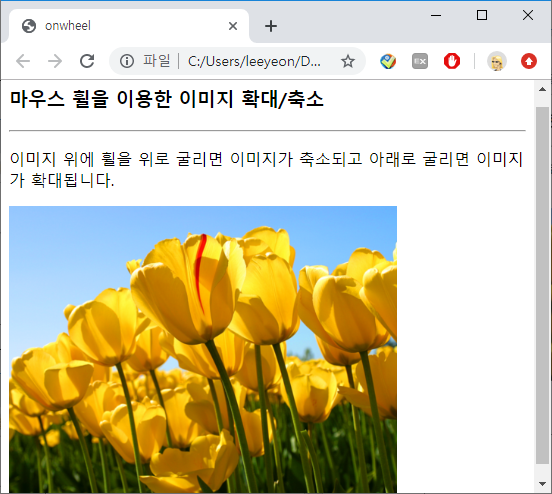 onwheel
파일 C:/Users/leeyeon/D...
마우스 휠을 이용한 이미지 확대/축소
이미지 위에 휠을 위로 굴리면 이미지가 축소되고 아래로 굴리면 이미지
가 확대됩니다.